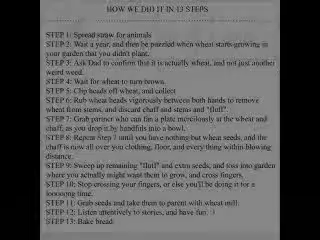 HOW WE DID IT IN 13 STEPS
STEP 1: Spread straw for animals
STEP 2: Wait a year, and then be puzzled when wheat starts growing in
your garden that you didn't plant.
STEP 3: Ask Dad to confirm that it is actually wheat, and not just another
weird weed.
STEP 4: Wait for wheat to turn brown.
STEP 5: Clip heads off wheat, and collect
STEP 6: Rub wheat heads vigorously between both hands to remove
wheat from stems, and discard chaff and stems and "fluff".
STEP 7: Grab partner who can fan a plate mercilessly at the wheat and
chaff, as you drop it by handfuls into a bowl.
STEP 8: Repeat Step 7 until you have nothing but wheat seeds, and the
chaff is now all over you clothing, floor, and every thing within blowing
distance.
STEP 9: Sweep up remaining "fluff" and extra seeds, and toss into garden
where you actually might want them to grow, and cross fingers.
STEP 10: Stop crossing your fingers, or else you'll be doing it for a
looooong time.
STEP 11: Grab seeds and take them to parent with wheat mill.
STEP 12: Listen attentively to stories, and have fun. :)
STEP 13: Bake bread.